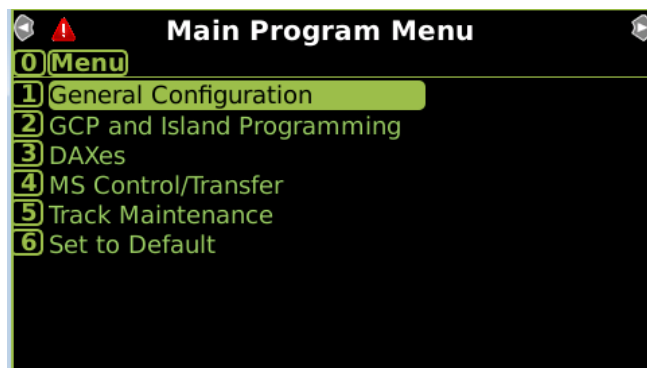 Main Program Menu
0 Menu
1 General Configuration
2 GCP and Island Programming
3 DAXes
4 MS Control/Transfer
5 Track Maintenance
6 Set to Default